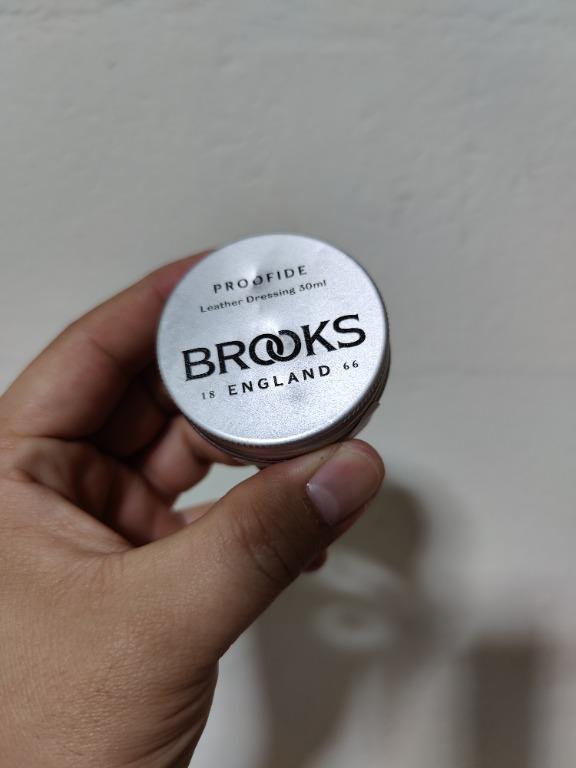 PROOFIDE
Leather Dressing 30ml
BROOKS
18 ENGLAND 66